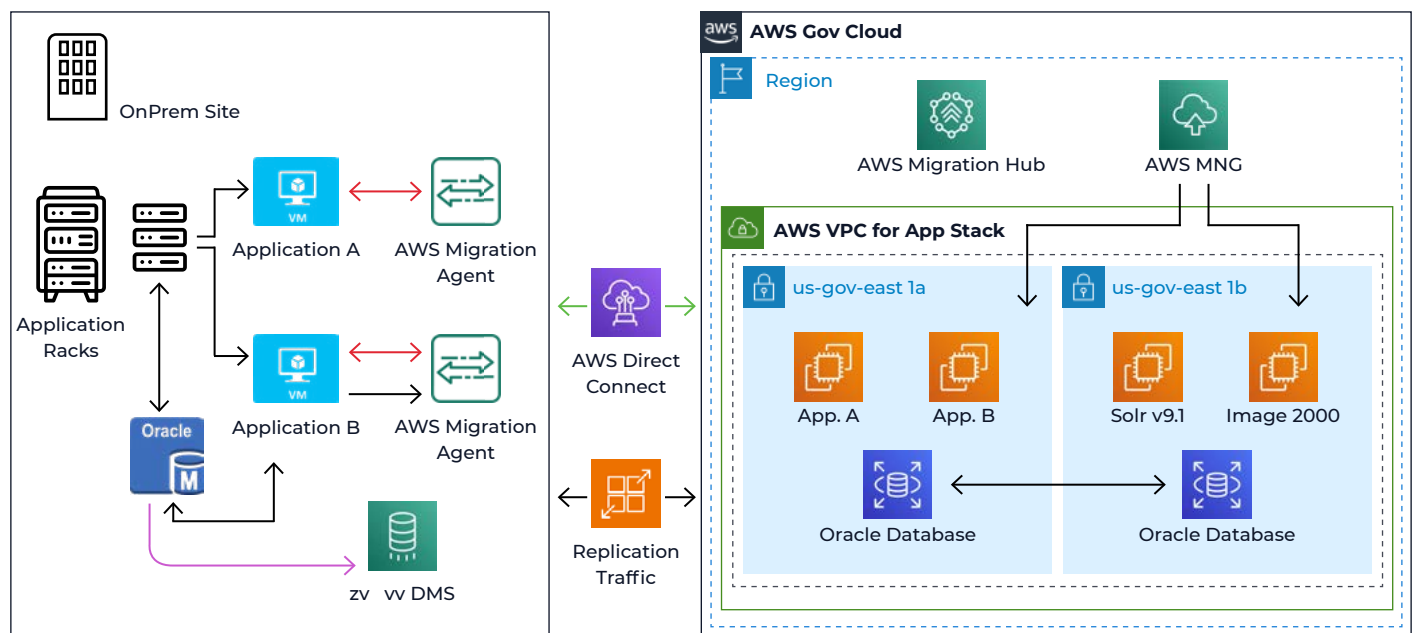 OnPrem Site
VM
Application A
AWS Migration
Agent
Application
Racks
VM
Application B
AWS Migration
Agent
Oracle
M
zv vv DMS
AWS Direct
Connect
Replication
Traffic
aws
AWS Gov Cloud
Region
AWS Migration Hub
AWS MNG
AWS VPC for App Stack
us-gov-east 1a
us-gov-east 1b
App. A
App. B
Solr v9.1
Image 2000
Oracle Database
Oracle Database